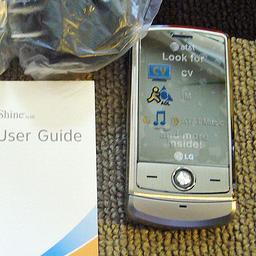 Shine
User Guide
at&t
Look for
CV
IM
AT&T Music
and more
inside!
LG